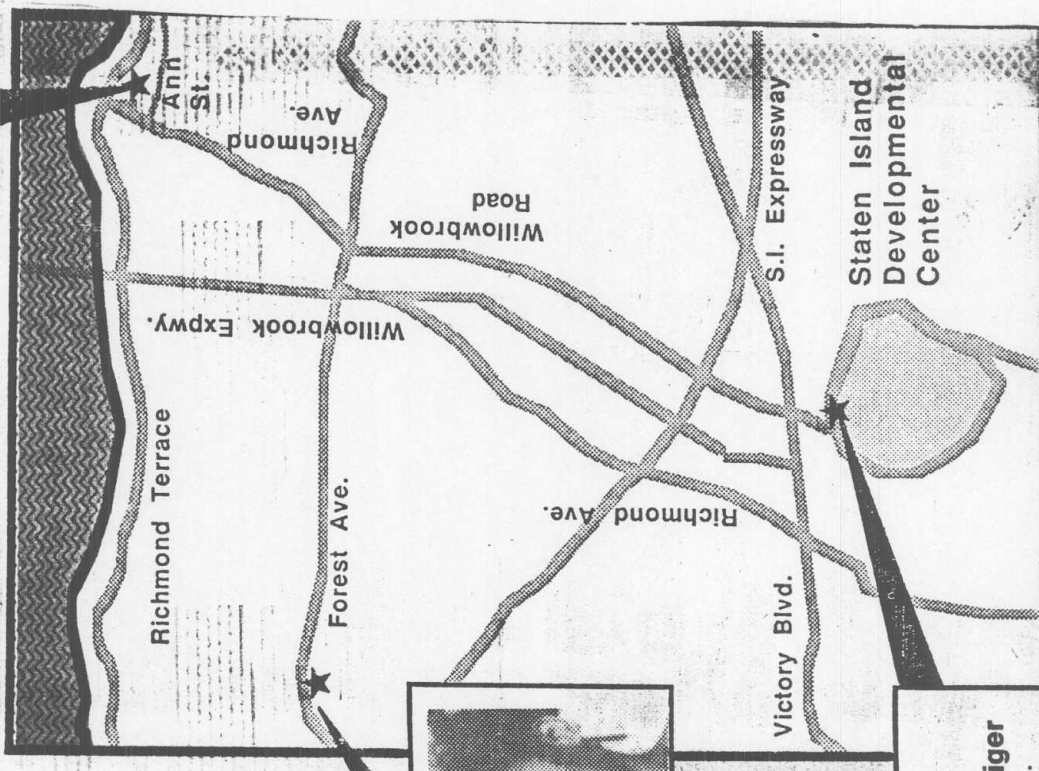 Ann
St.
Richmond
Ave.
Willowbrook
Road
Willowbrook Expwy.
Richmond Terrace
Forest Ave.
Richmond Ave.
S.I. Expressway
Victory Blvd.
Staten Island
Developmental
Center
iger